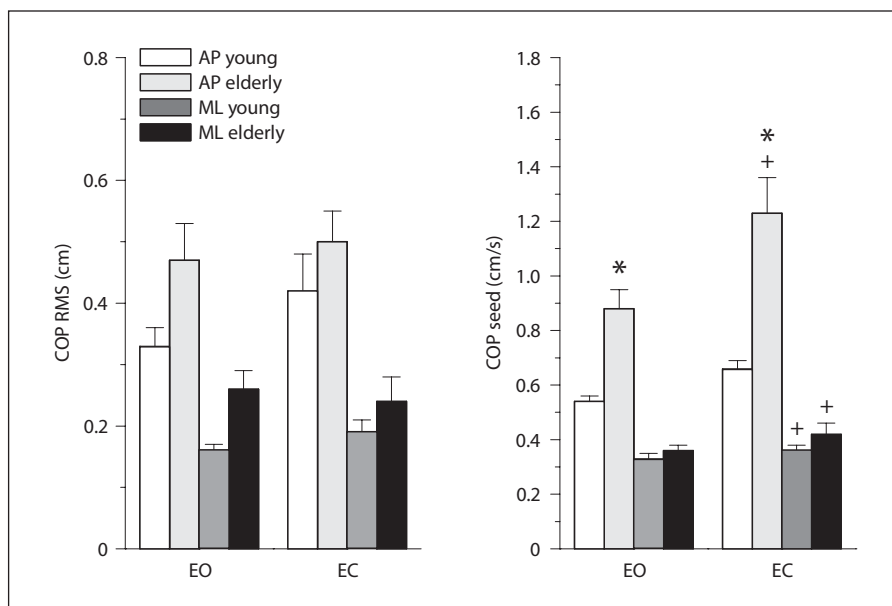 AP young
AP elderly
ML young
ML elderly
COP RMS (cm)
0.8
0.6
0.4
0.2
0
EO
EC
COP seed (cm/s)
1.8
1.6
1.4
1.2
1.0
0.8
0.6
0.4
0.2
0
*
*
+
+
+
EO
EC